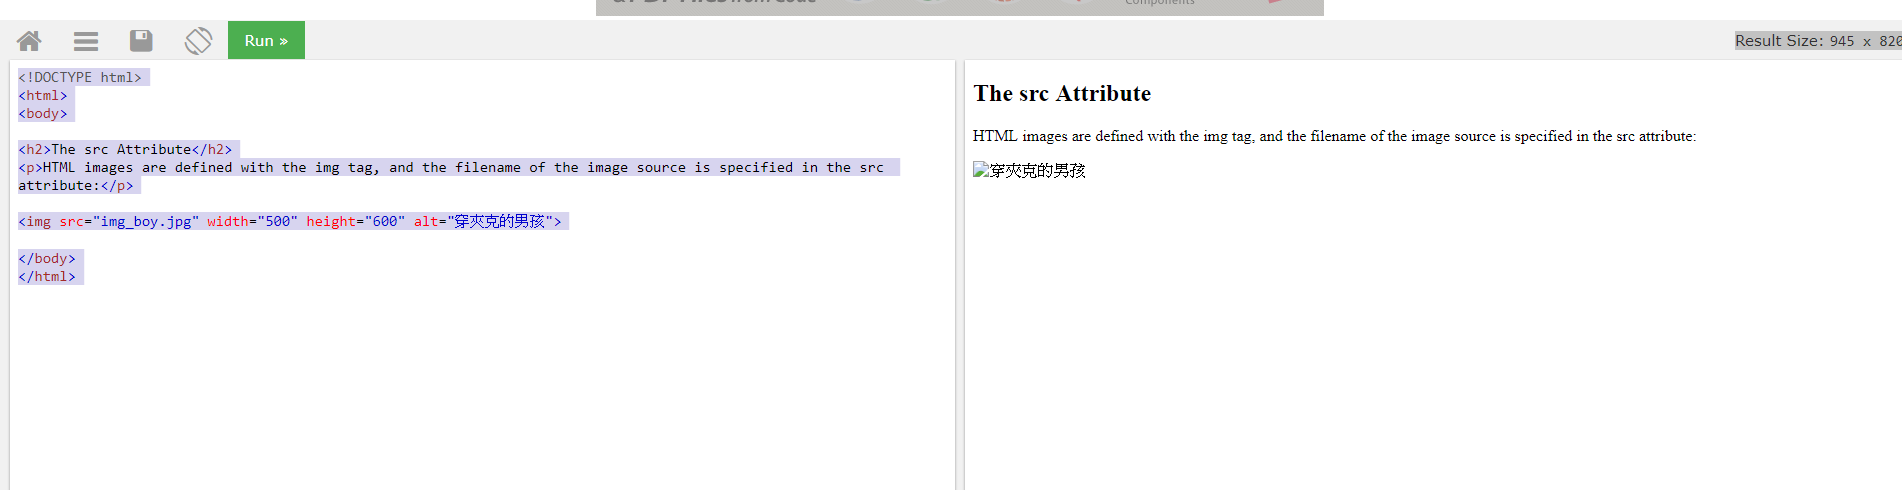 Components
Run »
Result Size: 945 x 820
<!DOCTYPE html>
<html>
<body>
<h2>The src Attribute</h2>
<p>HTML images are defined with the img tag, and the filename of the image source is specified in the src
attribute:</p>
<img src="img_boy.jpg" width="500" height="600" alt="穿夾克的男孩">
</body>
</html>
The src Attribute
HTML images are defined with the img tag, and the filename of the image source is specified in the src attribute:
穿夾克的男孩